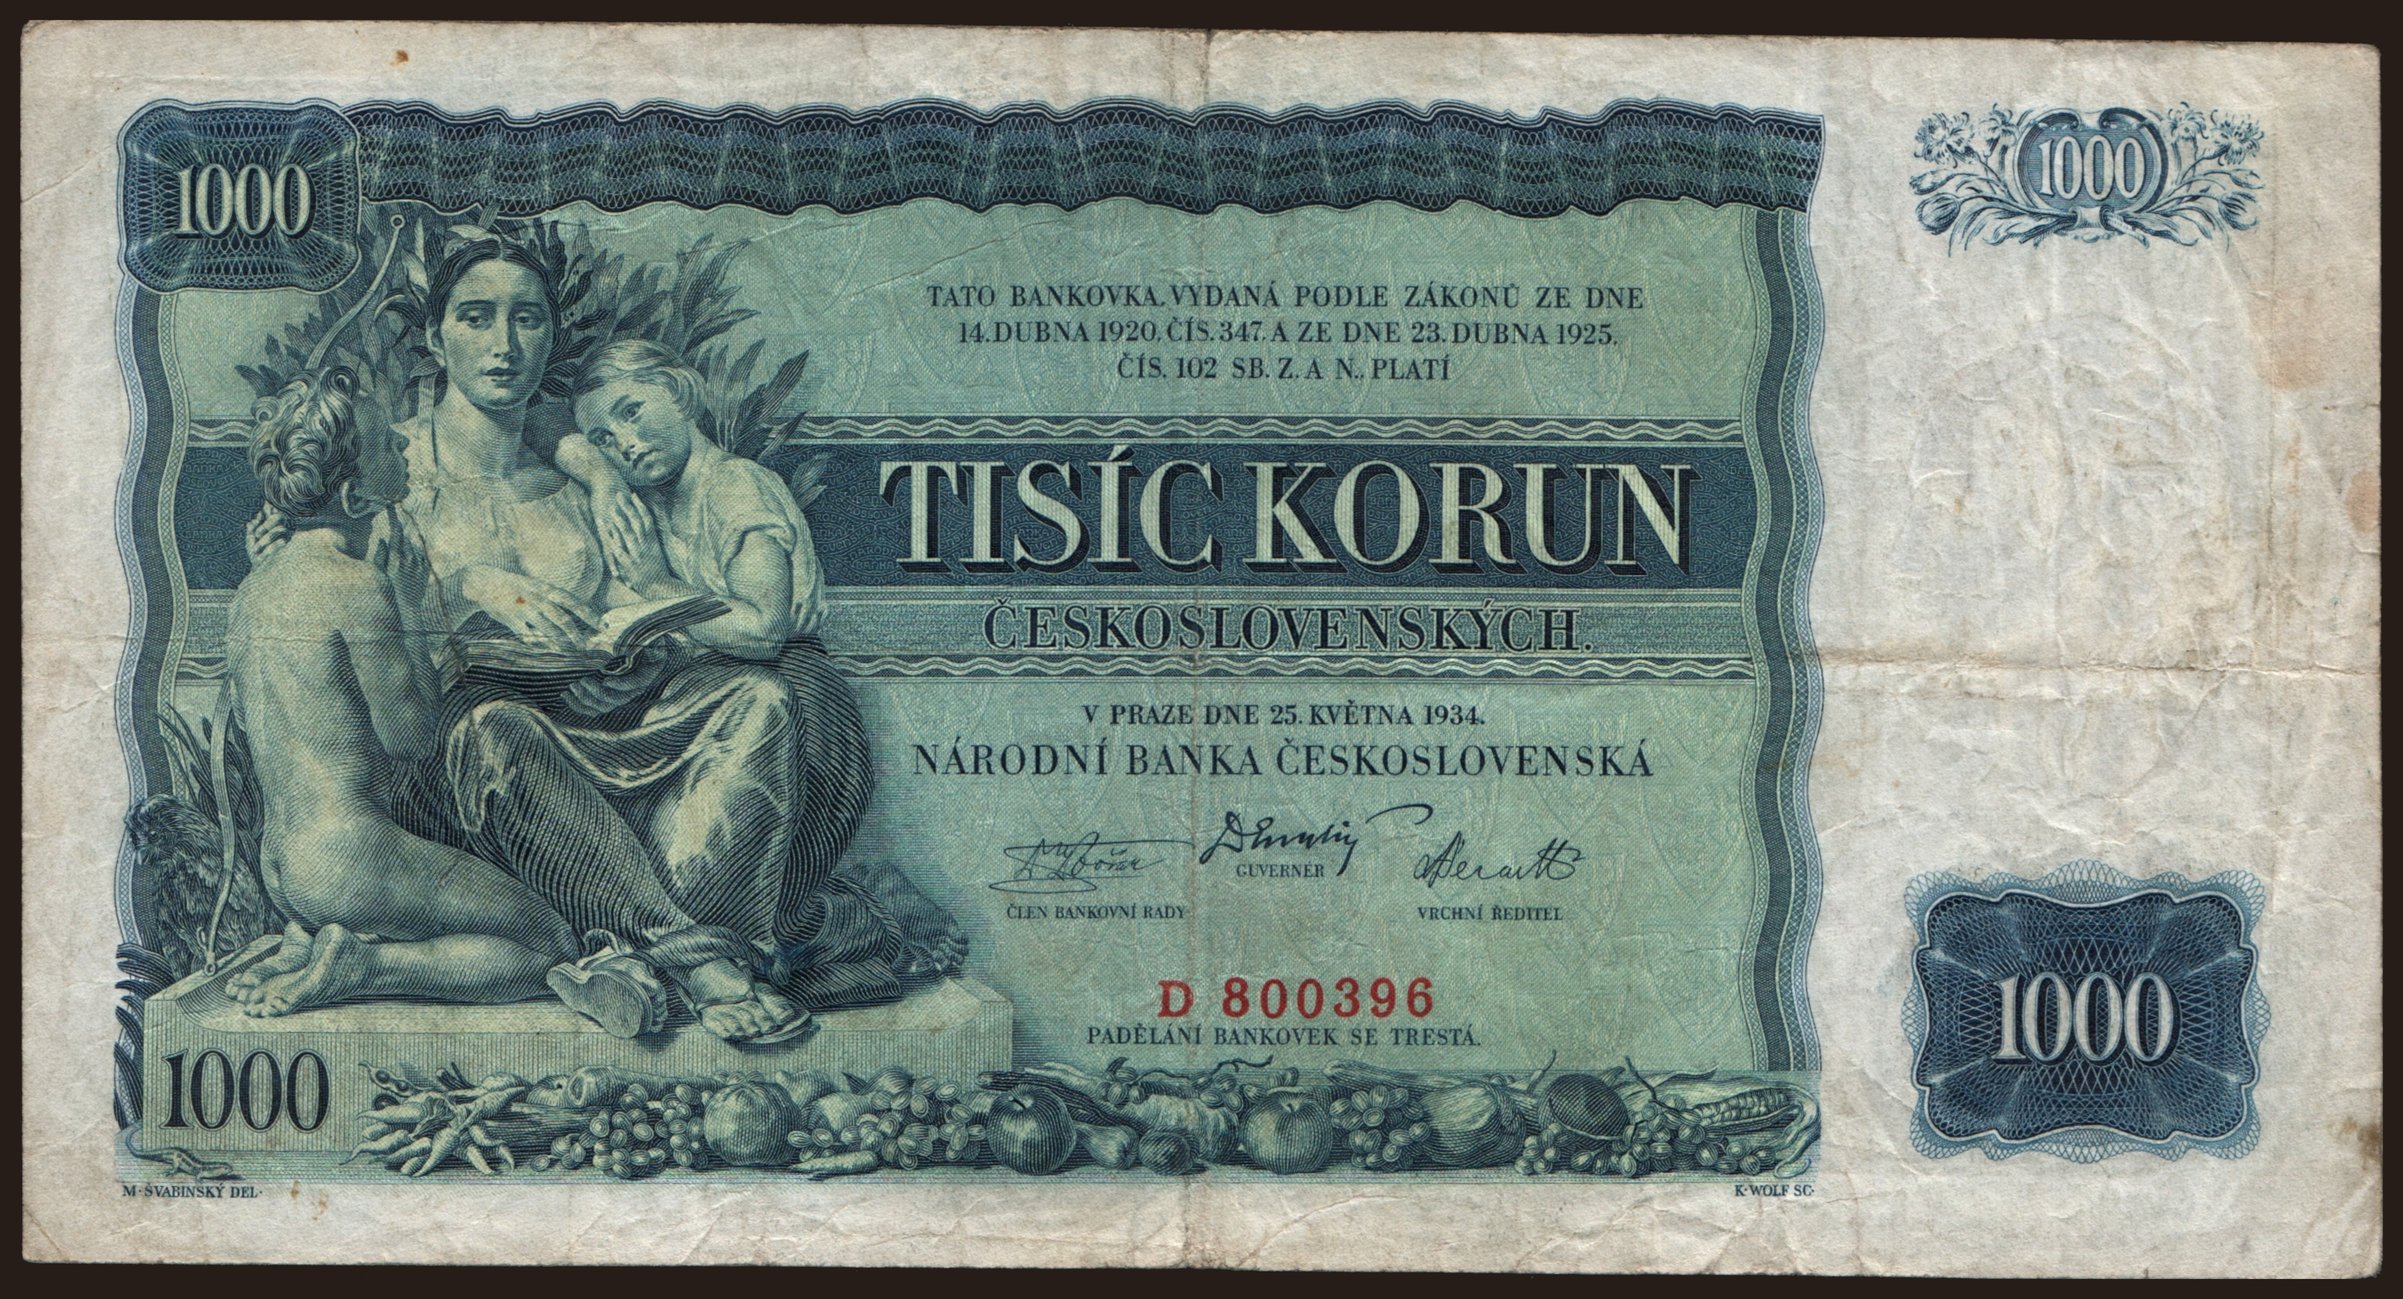 1000
1000
TATO BANKOVKA, VYDANÁ PODLE ZÁKONŮ ZE DNE
14. DUBNA 1920, ČÍS. 347, A ZE DNE 23. DUBNA 1925,
ČÍS. 102 SB. Z. A N., PLATÍ
TISÍC KORUN
ČESKOSLOVENSKÝCH.
V PRAZE DNE 25. KVĚTNA 1934.
NÁRODNÍ BANKA ČESKOSLOVENSKÁ
GUVERNÉR
ČLEN BANKOVNÍ RADY
VRCHNÍ ŘEDITEL
D 800396
PADĚLÁNÍ BANKOVEK SE TRESTÁ.
1000
1000
M·ŠVABINSKÝ DEL·
K·WOLF SC·